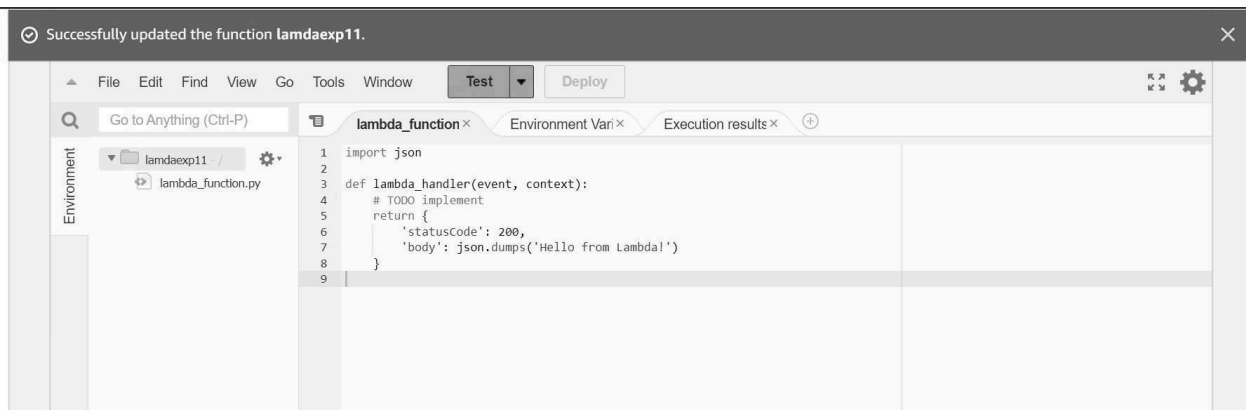 Successfully updated the function lamdaexp11.
File Edit Find View Go Tools Window Test Deploy
Go to Anything (Ctrl-P)
lambda_function Environment Vari Execution results
Environment
lamdaexp11 - /
lambda_function.py
1 import json
2
3 def lambda_handler(event, context):
4     # TODO implement
5     return {
6         'statusCode': 200,
7         'body': json.dumps('Hello from Lambda!')
8     }
9